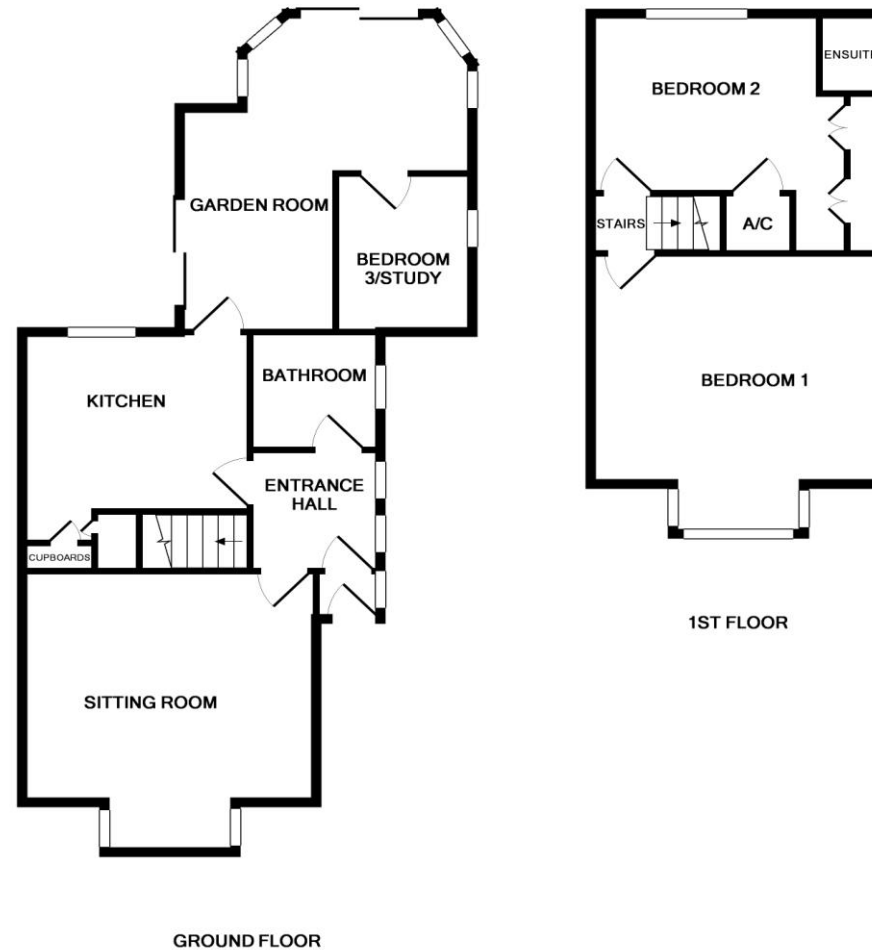 GARDEN ROOM
BEDROOM
3/STUDY
KITCHEN
BATHROOM
ENTRANCE
HALL
CUPBOARDS
SITTING ROOM
GROUND FLOOR
ENSUITE
BEDROOM 2
STAIRS
A/C
BEDROOM 1
1ST FLOOR